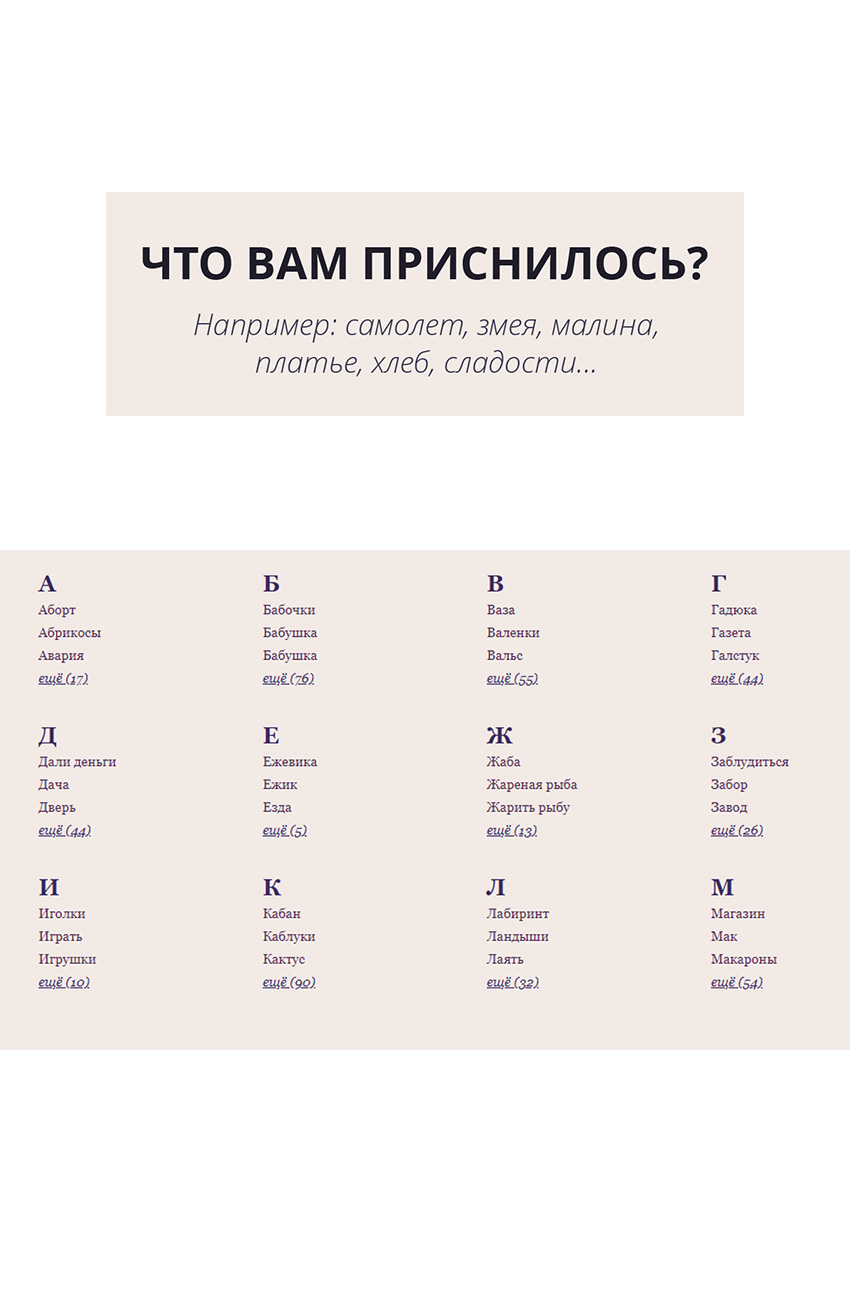 ЧТО ВАМ ПРИСНИЛОСЬ?
Например: самолет, змея, малина,
платье, хлеб, сладости...
А
Аборт
Абрикосы
Авария
ещё (17)
Б
Бабочки
Бабушка
Бабушка
ещё (76)
В
Ваза
Валенки
Вальс
ещё (55)
Г
Гадюка
Газета
Галстук
ещё (44)
Д
Дали деньги
Дача
Дверь
ещё (44)
Е
Ежевика
Ежик
Езда
ещё (5)
Ж
Жаба
Жареная рыба
Жарить рыбу
ещё (13)
З
Заблудиться
Забор
Завод
ещё (26)
И
Иголки
Играть
Игрушки
ещё (10)
К
Кабан
Каблуки
Кактус
ещё (90)
Л
Лабиринт
Ландыши
Лаять
ещё (32)
М
Магазин
Мак
Макароны
ещё (54)